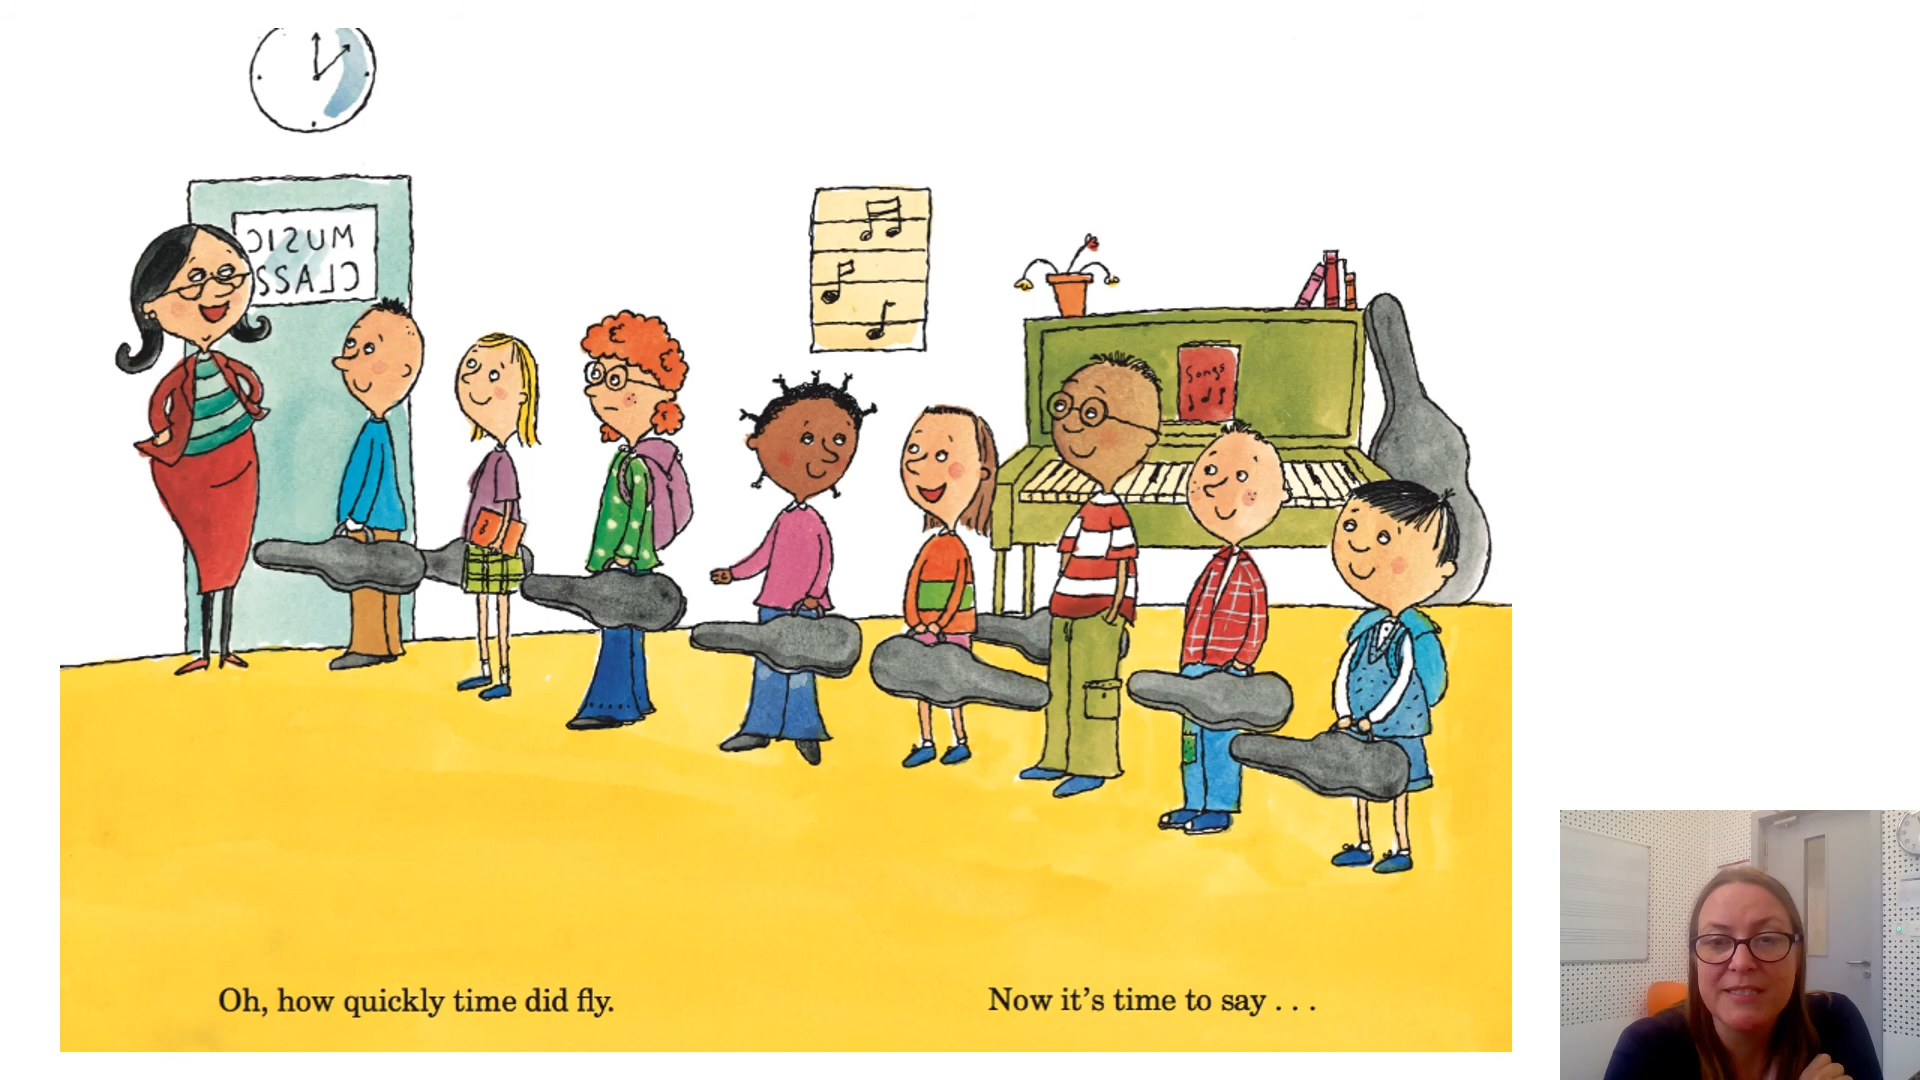 MUSIC
CLASS
Songs
Oh, how quickly time did fly.
Now it's time to say . . .